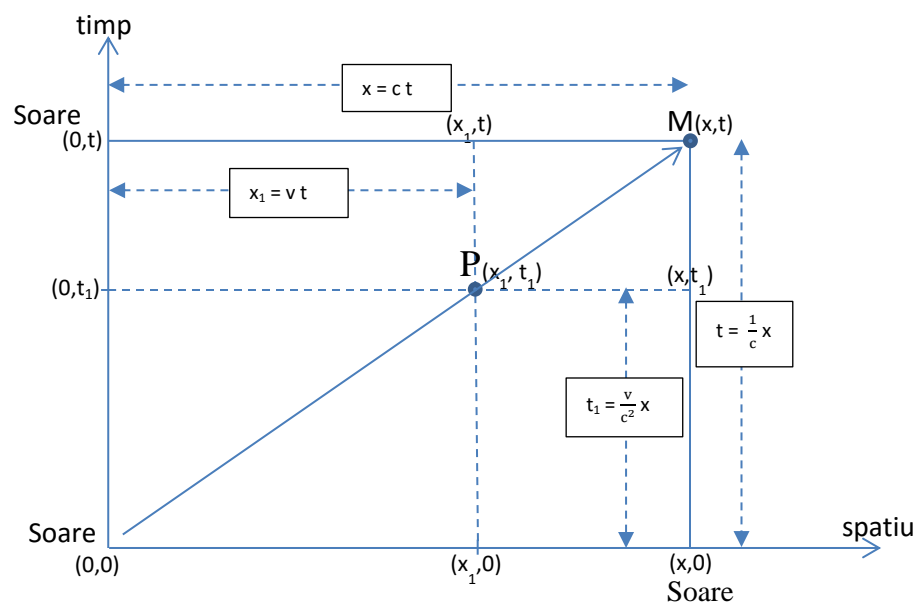 timp
x = c t
Soare
(0,t)
(x₁,t)
M(x,t)
x₁ = v t
P(x₁, t₁)
(0,t₁)
(x,t₁)
t = 1/c x
t₁ = v/c² x
Soare
(0,0)
(x₁,0)
(x,0)
spatiu
Soare